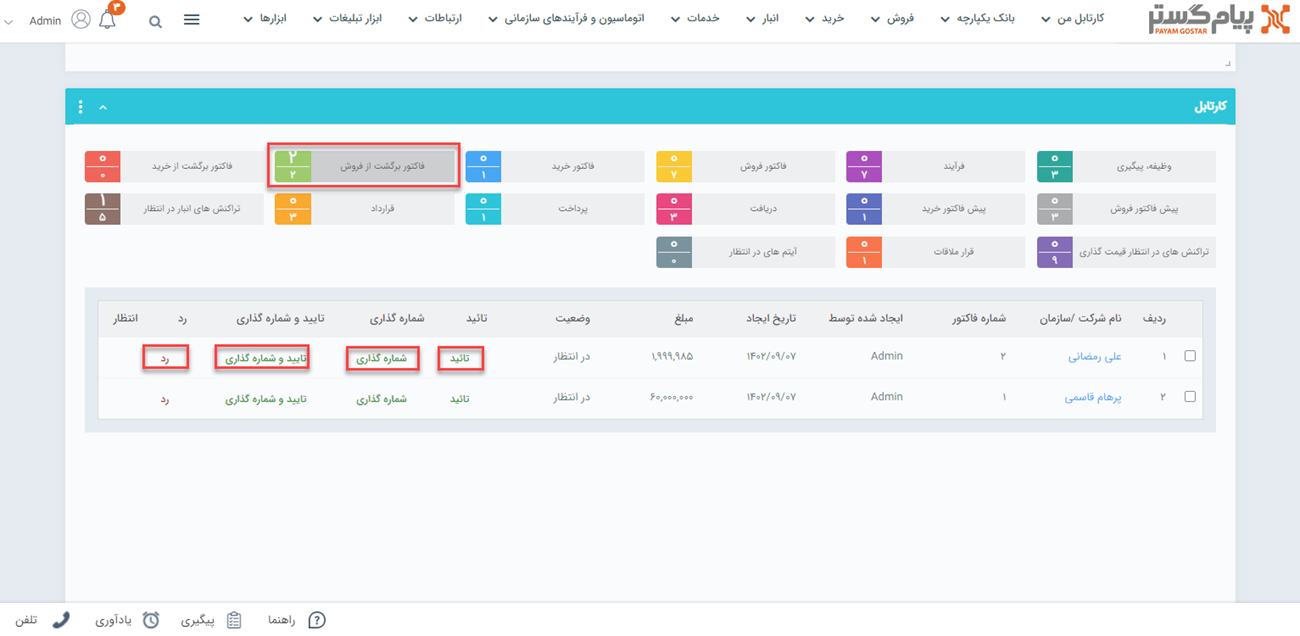 پیام‌گستر
PAYAM GOSTAR
کارتابل من
بانک یکپارچه
فروش
خرید
انبار
خدمات
اتوماسیون و فرآیندهای سازمانی
ارتباطات
ابزار تبلیغات
ابزارها
۳
Admin
کارتابل
وظیفه، پیگیری ۰ ۳
فرآیند ۰ ۷
فاکتور فروش ۰ ۷
فاکتور خرید ۰ ۱
فاکتور برگشت از فروش ۲ ۲
فاکتور برگشت از خرید ۰ ۰
پیش فاکتور فروش ۰ ۳
پیش فاکتور خرید ۰ ۱
دریافت ۰ ۳
پرداخت ۰ ۱
قرارداد ۰ ۳
تراکنش های انبار در انتظار ۱ ۵
تراکنش های در انتظار قیمت گذاری ۰ ۹
قرار ملاقات ۰ ۱
آیتم های در انتظار ۰ ۰
ردیف نام شرکت /سازمان شماره فاکتور ایجاد شده توسط تاریخ ایجاد مبلغ وضعیت تائید شماره گذاری تایید و شماره گذاری رد انتظار
۱ علی رمضانی ۲ Admin ۱۴۰۲/۰۹/۰۷ ۱,۹۹۹,۹۸۵ در انتظار تائید شماره گذاری تایید و شماره گذاری رد
۲ پرهام قاسمی ۱ Admin ۱۴۰۲/۰۹/۰۷ ۶۰,۰۰۰,۰۰۰ در انتظار تائید شماره گذاری تایید و شماره گذاری رد
راهنما
پیگیری
یادآوری
تلفن